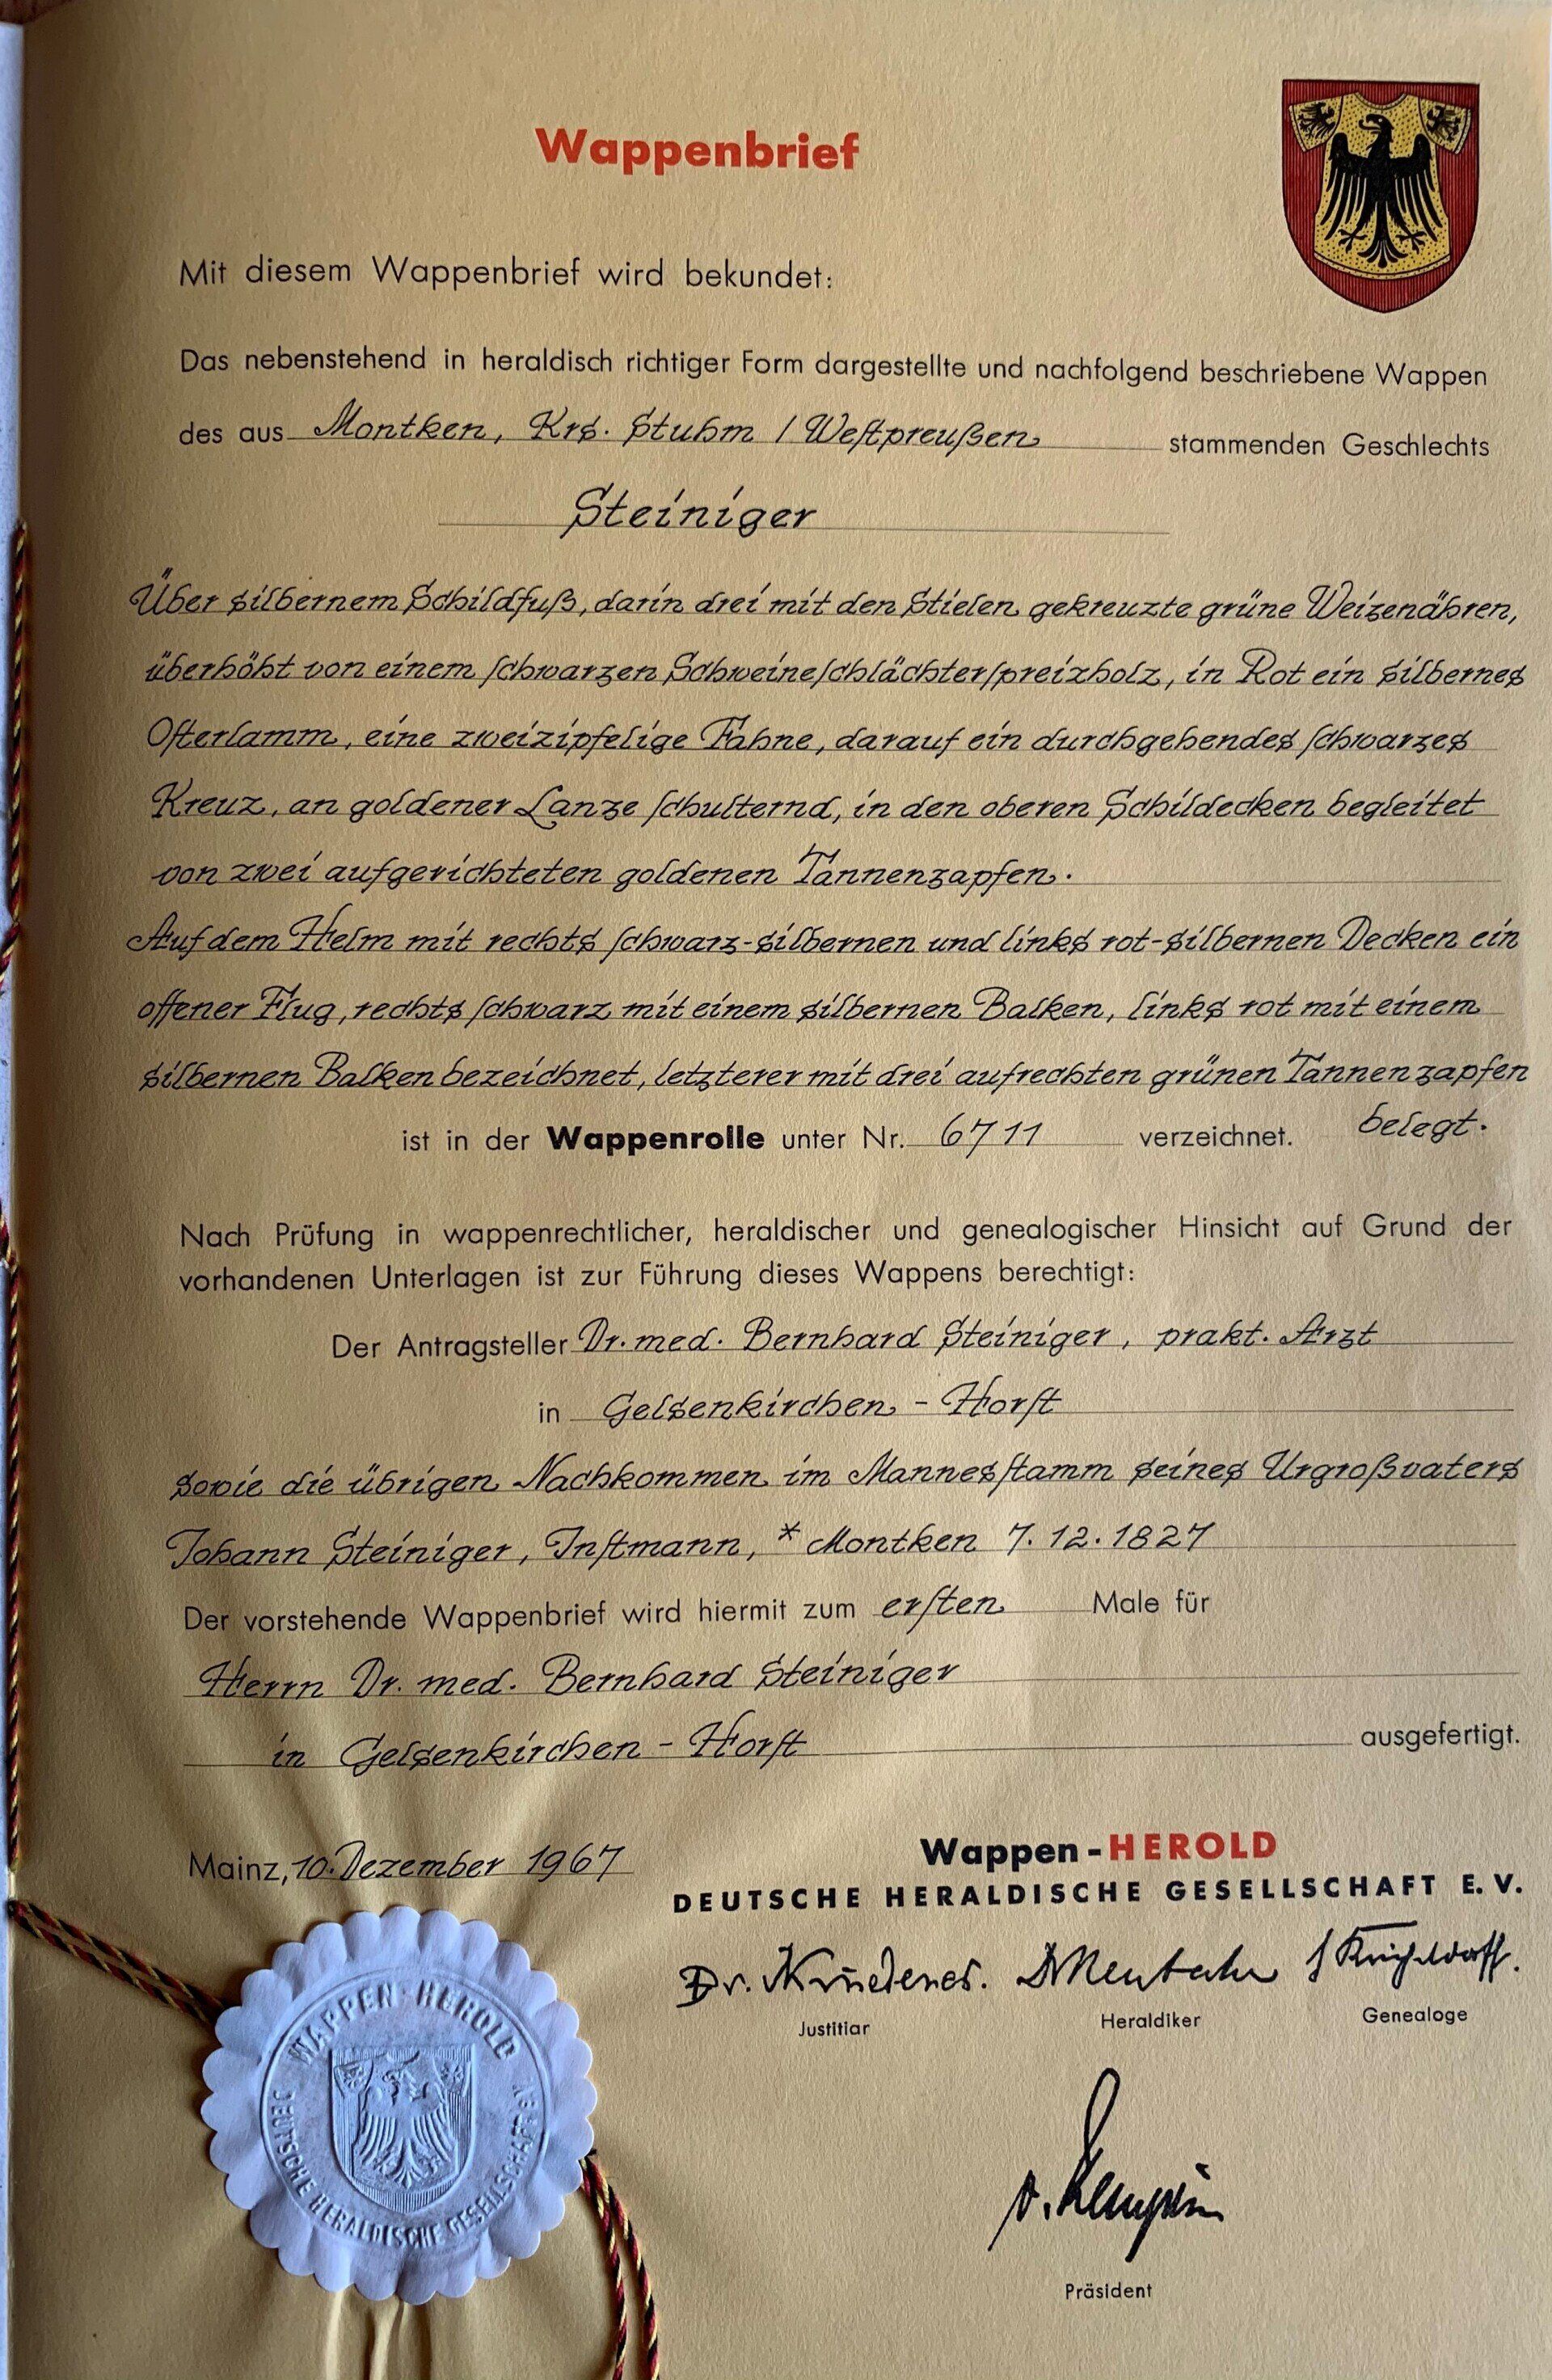 Wappenbrief
Mit diesem Wappenbrief wird bekundet:
Das nebenstehend in heraldisch richtiger Form dargestellte und nachfolgend beschriebene Wappen
des aus Montken, Krs. Stuhm / Westpreußen stammenden Geschlechts
Steiniger
Über silbernem Schildfuß, darin drei mit den Stielen gekreuzte grüne Weizenähren,
überhöht von einem schwarzen Schweineschlächterspreizholz, in Rot ein silbernes
Osterlamm, eine zweizipfelige Fahne, darauf ein durchgehendes schwarzes
Kreuz, an goldener Lanze schulternd, in den oberen Schildecken begleitet
von zwei aufgerichteten goldenen Tannenzapfen.
Auf dem Helm mit rechts schwarz-silbernen und links rot-silbernen Decken ein
offener Flug, rechts schwarz mit einem silbernen Balken, links rot mit einem
silbernen Balken bezeichnet, letzterer mit drei aufrechten grünen Tannenzapfen
belegt.
ist in der Wappenrolle unter Nr. 6711 verzeichnet.
Nach Prüfung in wappenrechtlicher, heraldischer und genealogischer Hinsicht auf Grund der
vorhandenen Unterlagen ist zur Führung dieses Wappens berechtigt:
Der Antragsteller Dr. med. Bernhard Steiniger, prakt. Arzt
in Gelsenkirchen - Horst
sowie die übrigen Nachkommen im Mannesstamm seines Urgroßvaters
Johann Steiniger, Instmann, * Montken 7.12.1827
Der vorstehende Wappenbrief wird hiermit zum ersten Male für
Herrn Dr. med. Bernhard Steiniger
in Gelsenkirchen - Horst ausgefertigt.
Mainz, 10. Dezember 1967
Wappen-HEROLD
DEUTSCHE HERALDISCHE GESELLSCHAFT E.V.
Dr.
Justitiar Heraldiker Genealoge
Präsident
WAPPEN-HEROLD
DEUTSCHE HERALDISCHE GESELLSCHAFT E.V.